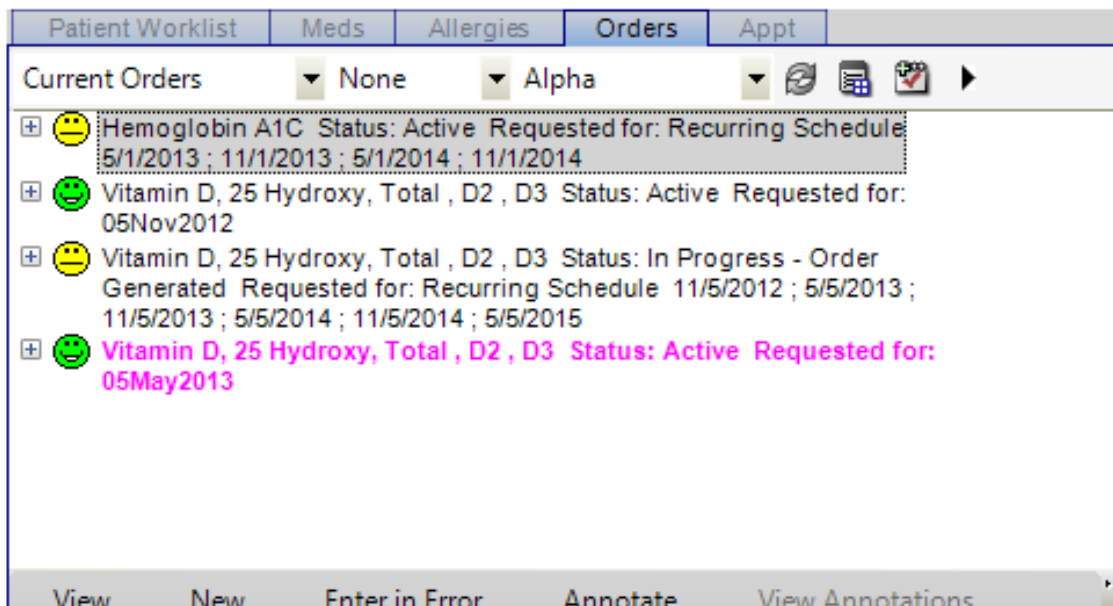 Patient Worklist Meds Allergies Orders Appt
Current Orders None Alpha
Hemoglobin A1C Status: Active Requested for: Recurring Schedule
5/1/2013 ; 11/1/2013 ; 5/1/2014 ; 11/1/2014
Vitamin D, 25 Hydroxy, Total , D2 , D3 Status: Active Requested for:
05Nov2012
Vitamin D, 25 Hydroxy, Total , D2 , D3 Status: In Progress - Order
Generated Requested for: Recurring Schedule 11/5/2012 ; 5/5/2013 ;
11/5/2013 ; 5/5/2014 ; 11/5/2014 ; 5/5/2015
Vitamin D, 25 Hydroxy, Total , D2 , D3 Status: Active Requested for:
05May2013
View New Enter in Error Annotate View Annotations